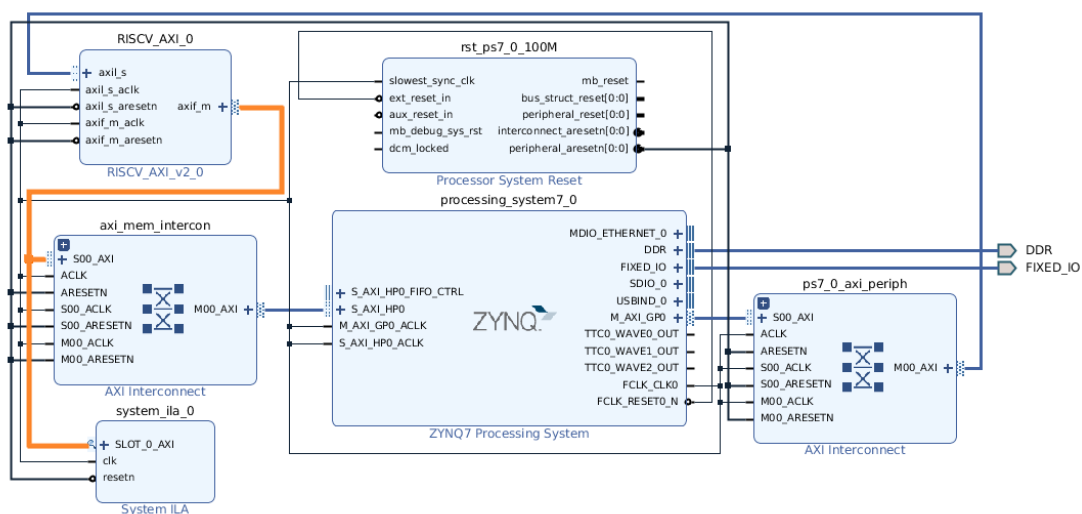 RISCV_AXI_0
axil_s
axil_s_aclk
axil_s_aresetn
axif_m
axif_m_aclk
axif_m_aresetn
RISCV_AXI_v2_0
rst_ps7_0_100M
slowest_sync_clk
mb_reset
ext_reset_in
bus_struct_reset[0:0]
aux_reset_in
peripheral_reset[0:0]
mb_debug_sys_rst
interconnect_aresetn[0:0]
dcm_locked
peripheral_aresetn[0:0]
Processor System Reset
axi_mem_intercon
S00_AXI
ACLK
ARESETN
S00_ACLK
M00_AXI
S00_ARESETN
M00_ACLK
M00_ARESETN
AXI Interconnect
processing_system7_0
MDIO_ETHERNET_0
DDR
FIXED_IO
SDIO_0
S_AXI_HP0_FIFO_CTRL
USBIND_0
S_AXI_HP0
M_AXI_GP0
M_AXI_GP0_ACLK
TTC0_WAVE0_OUT
S_AXI_HP0_ACLK
TTC0_WAVE1_OUT
TTC0_WAVE2_OUT
FCLK_CLK0
FCLK_RESET0_N
ZYNQ
ZYNQ7 Processing System
DDR
FIXED_IO
ps7_0_axi_periph
S00_AXI
ACLK
ARESETN
S00_ACLK
M00_AXI
S00_ARESETN
M00_ACLK
M00_ARESETN
AXI Interconnect
system_ila_0
SLOT_0_AXI
clk
resetn
System ILA